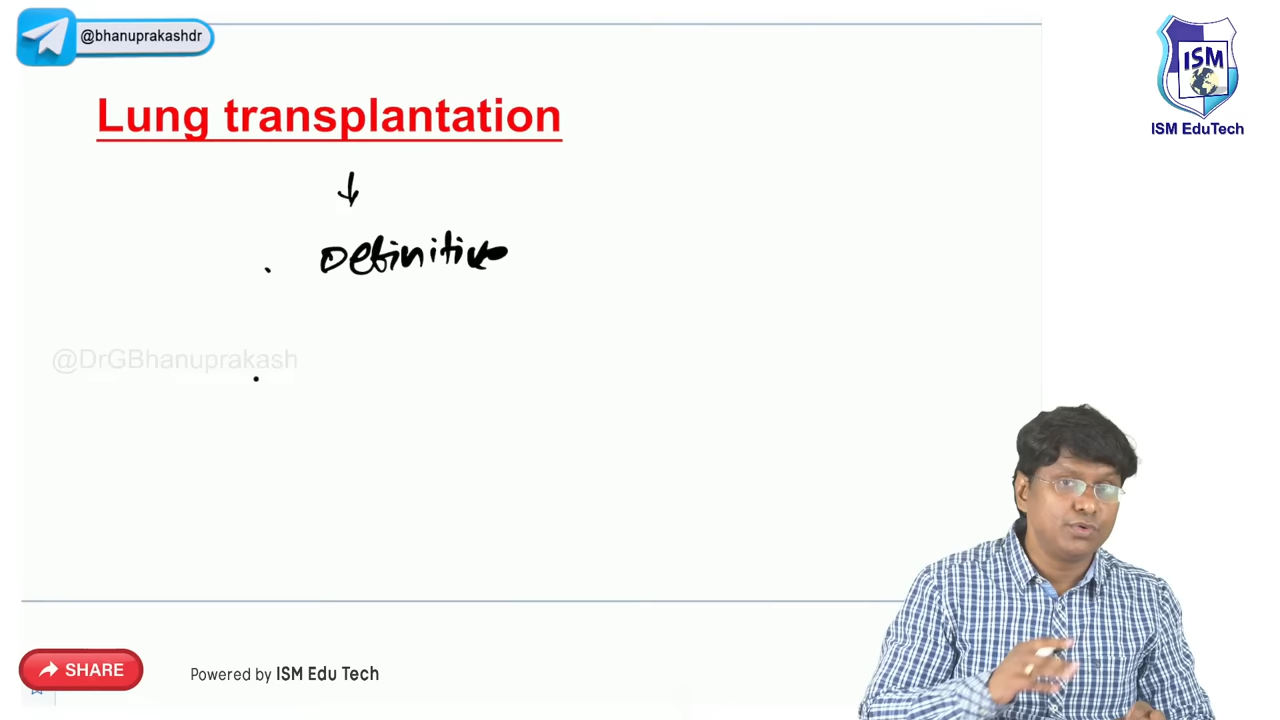 @bhanuprakashdr
ISM
ISM EduTech
Lung transplantation
Definitive
@DrGBhanuprakash
SHARE
Powered by ISM Edu Tech